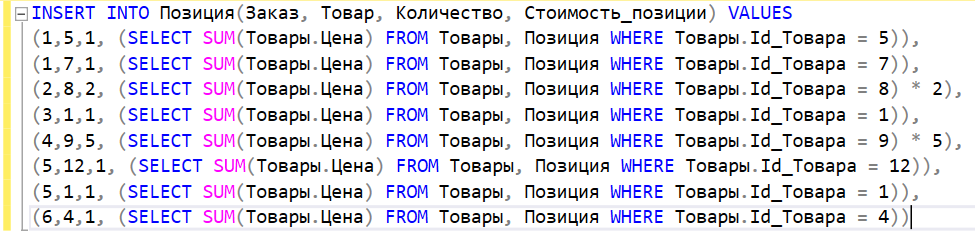 INSERT INTO Позиция(Заказ, Товар, Количество, Стоимость_позиции) VALUES
(1,5,1, (SELECT SUM(Товары.Цена) FROM Товары, Позиция WHERE Товары.Id_Товара = 5)),
(1,7,1, (SELECT SUM(Товары.Цена) FROM Товары, Позиция WHERE Товары.Id_Товара = 7)),
(2,8,2, (SELECT SUM(Товары.Цена) FROM Товары, Позиция WHERE Товары.Id_Товара = 8) * 2),
(3,1,1, (SELECT SUM(Товары.Цена) FROM Товары, Позиция WHERE Товары.Id_Товара = 1)),
(4,9,5, (SELECT SUM(Товары.Цена) FROM Товары, Позиция WHERE Товары.Id_Товара = 9) * 5),
(5,12,1, (SELECT SUM(Товары.Цена) FROM Товары, Позиция WHERE Товары.Id_Товара = 12)),
(5,1,1, (SELECT SUM(Товары.Цена) FROM Товары, Позиция WHERE Товары.Id_Товара = 1)),
(6,4,1, (SELECT SUM(Товары.Цена) FROM Товары, Позиция WHERE Товары.Id_Товара = 4))